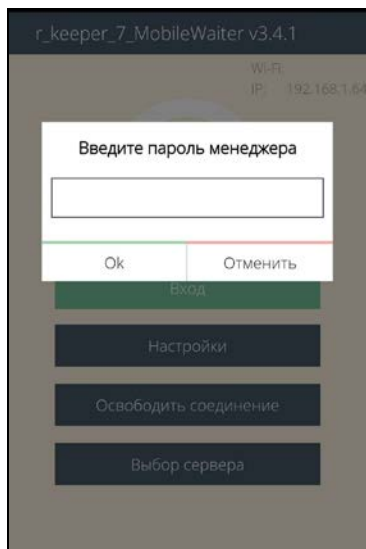 r_keeper_7_MobileWaiter v3.4.1
Wi-Fi:
IP: 192.168.1.64
Введите пароль менеджера
Ok Отменить
Вход
Настройки
Освободить соединение
Выбор сервера